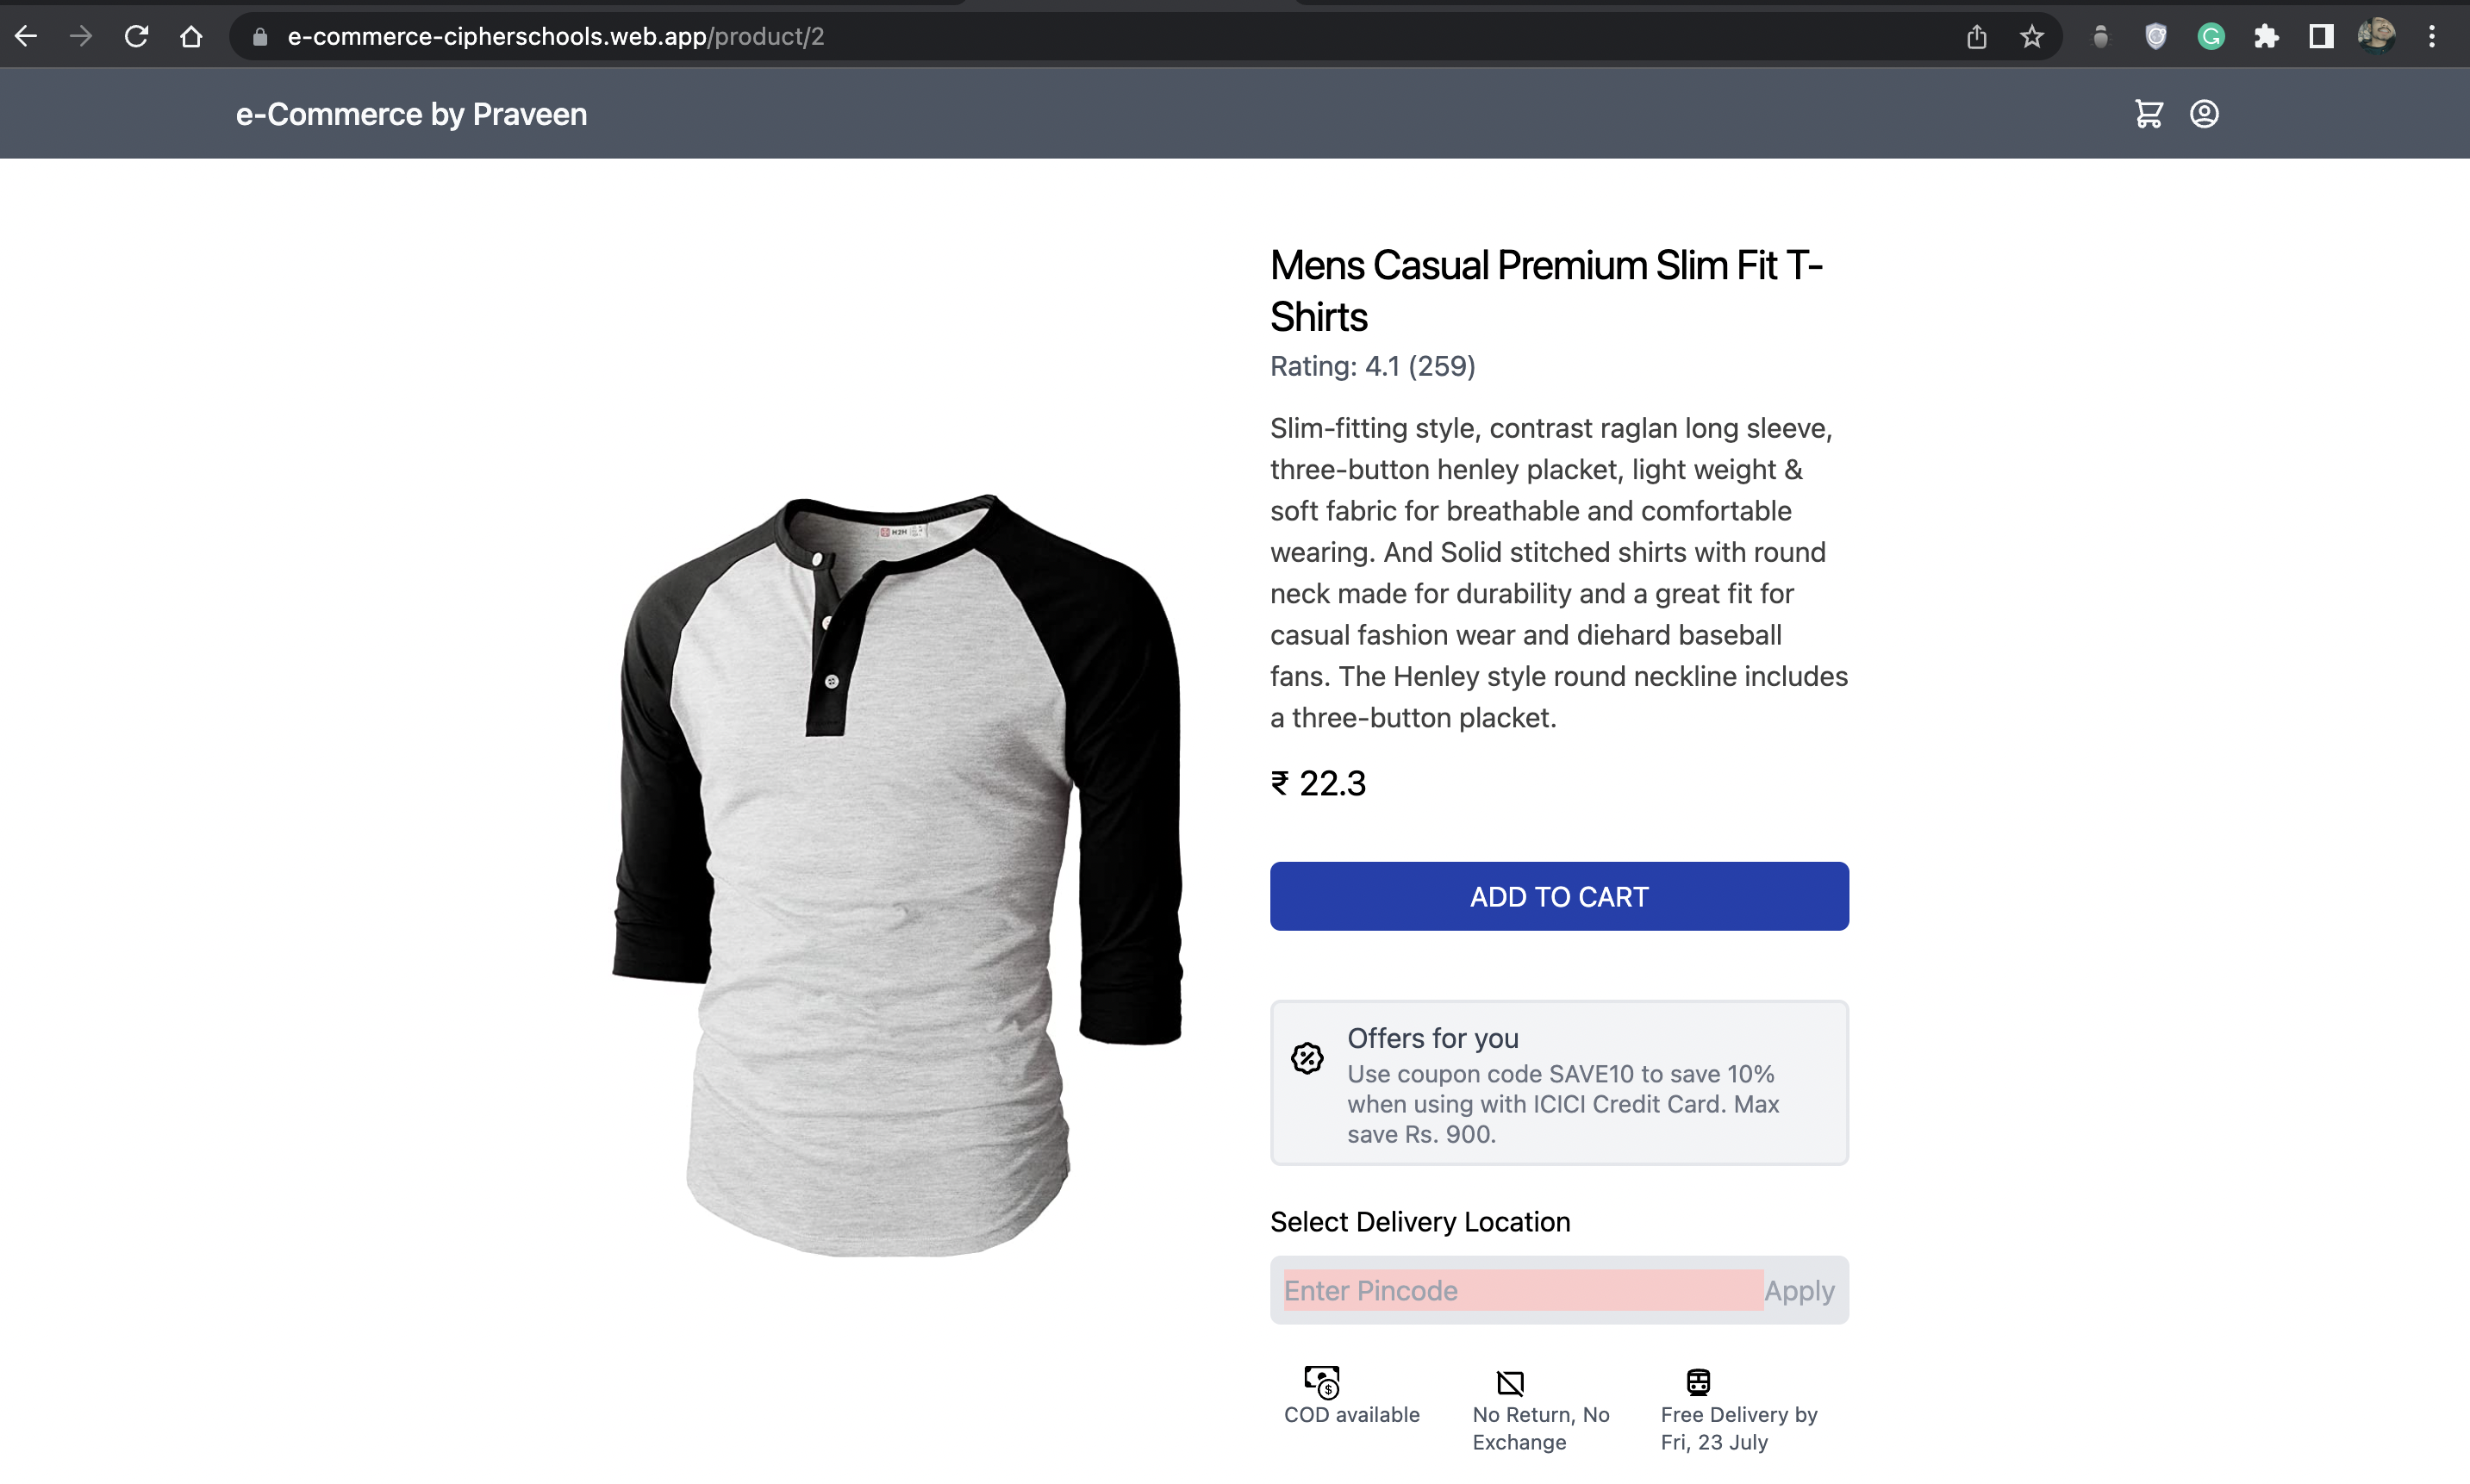 e-commerce-cipherschools.web.app/product/2
e-Commerce by Praveen
Mens Casual Premium Slim Fit T-
Shirts
Rating: 4.1 (259)
Slim-fitting style, contrast raglan long sleeve,
three-button henley placket, light weight &
soft fabric for breathable and comfortable
wearing. And Solid stitched shirts with round
neck made for durability and a great fit for
casual fashion wear and diehard baseball
fans. The Henley style round neckline includes
a three-button placket.
₹ 22.3
ADD TO CART
Offers for you
Use coupon code SAVE10 to save 10%
when using with ICICI Credit Card. Max
save Rs. 900.
Select Delivery Location
Enter Pincode Apply
COD available
No Return, No
Exchange
Free Delivery by
Fri, 23 July
H2H